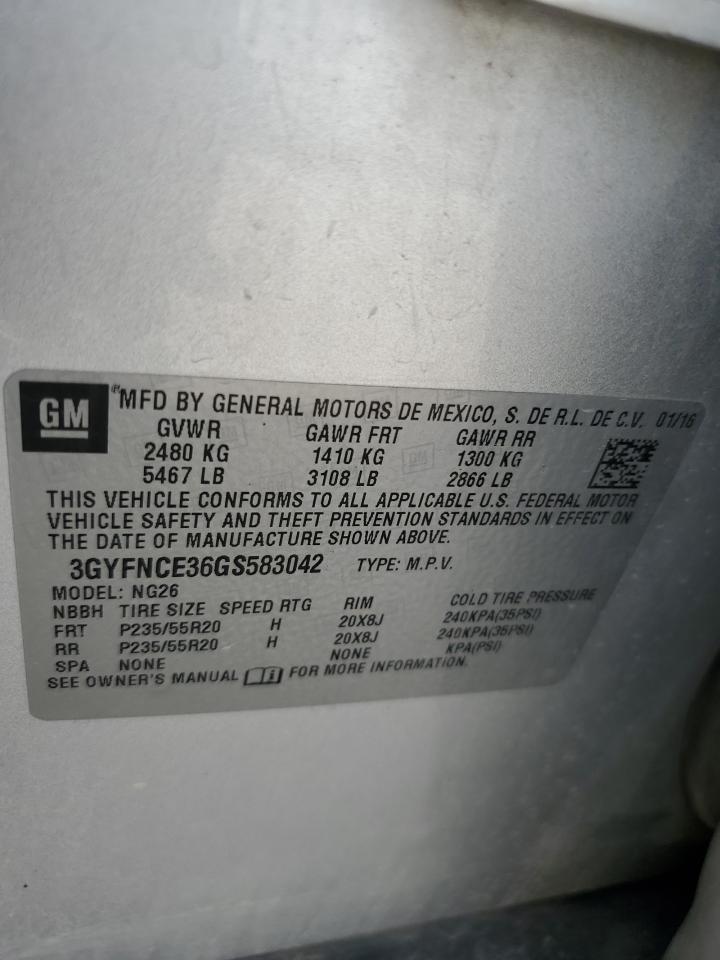 GM
MFD BY GENERAL MOTORS DE MEXICO, S. DE R.L. DE C.V. 01/16
GVWR GAWR FRT GAWR RR
2480 KG 1410 KG 1300 KG
5467 LB 3108 LB 2866 LB
THIS VEHICLE CONFORMS TO ALL APPLICABLE U.S. FEDERAL MOTOR
VEHICLE SAFETY AND THEFT PREVENTION STANDARDS IN EFFECT ON
THE DATE OF MANUFACTURE SHOWN ABOVE.
3GYFNCE36GS583042 TYPE: M.P.V.
MODEL: NG26
NBBH TIRE SIZE SPEED RTG RIM COLD TIRE PRESSURE
FRT P235/55R20 H 20X8J 240KPA(35PSI)
RR P235/55R20 H 20X8J 240KPA(35PSI)
SPA NONE NONE KPA(PSI)
SEE OWNER'S MANUAL FOR MORE INFORMATION.